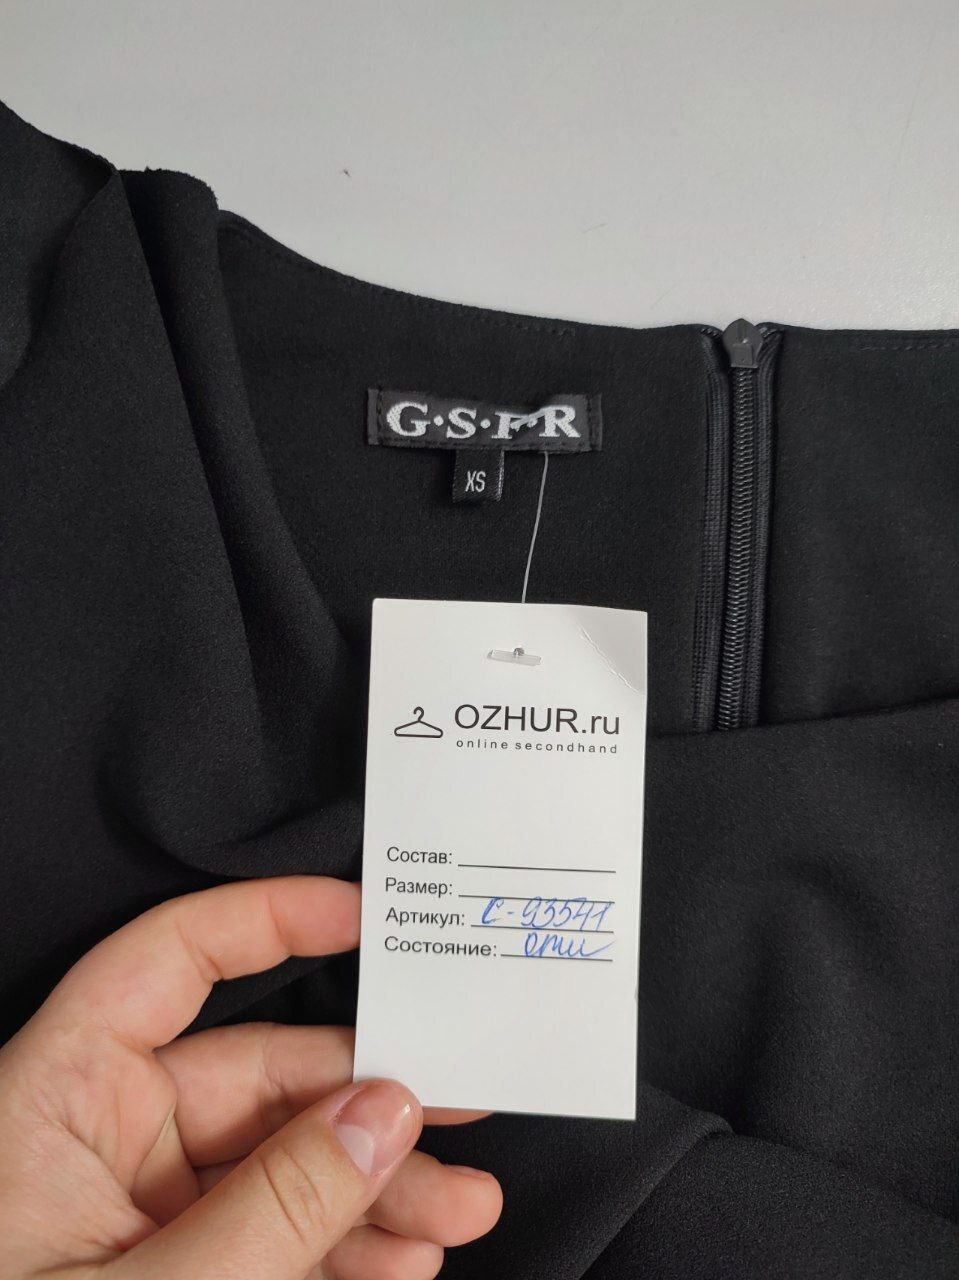 G·S·F·R
XS
OZHUR.ru
online secondhand
Состав:
Размер:
Артикул: С-93541
Состояние: отл